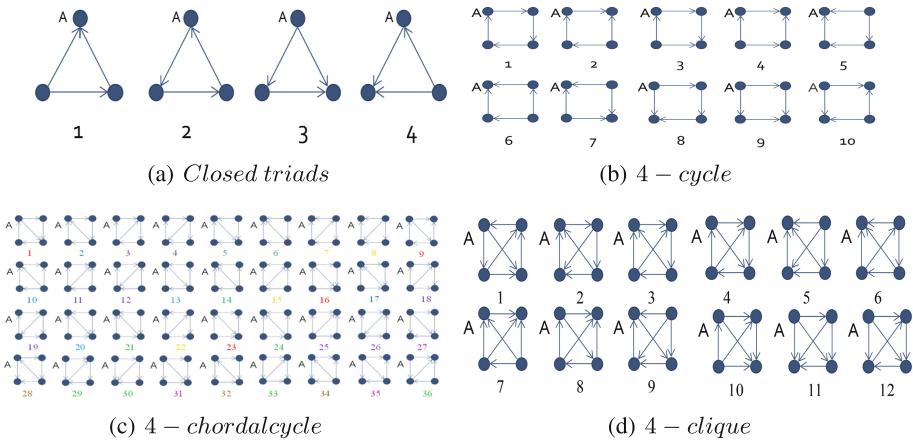 A A A A
1 2 3 4
(a) Closed triads
A A A A A
1 2 3 4 5
A A A A A
6 7 8 9 10
(b) 4 − cycle
A A A A A A A A A
1 2 3 4 5 6 7 8 9
A A A A A A A A A
10 11 12 13 14 15 16 17 18
A A A A A A A A A
19 20 21 22 23 24 25 26 27
A A A A A A A A A
28 29 30 31 32 33 34 35 36
(c) 4 − chordalcycle
A A A A A A
1 2 3 4 5 6
A A A A A A
7 8 9 10 11 12
(d) 4 − clique